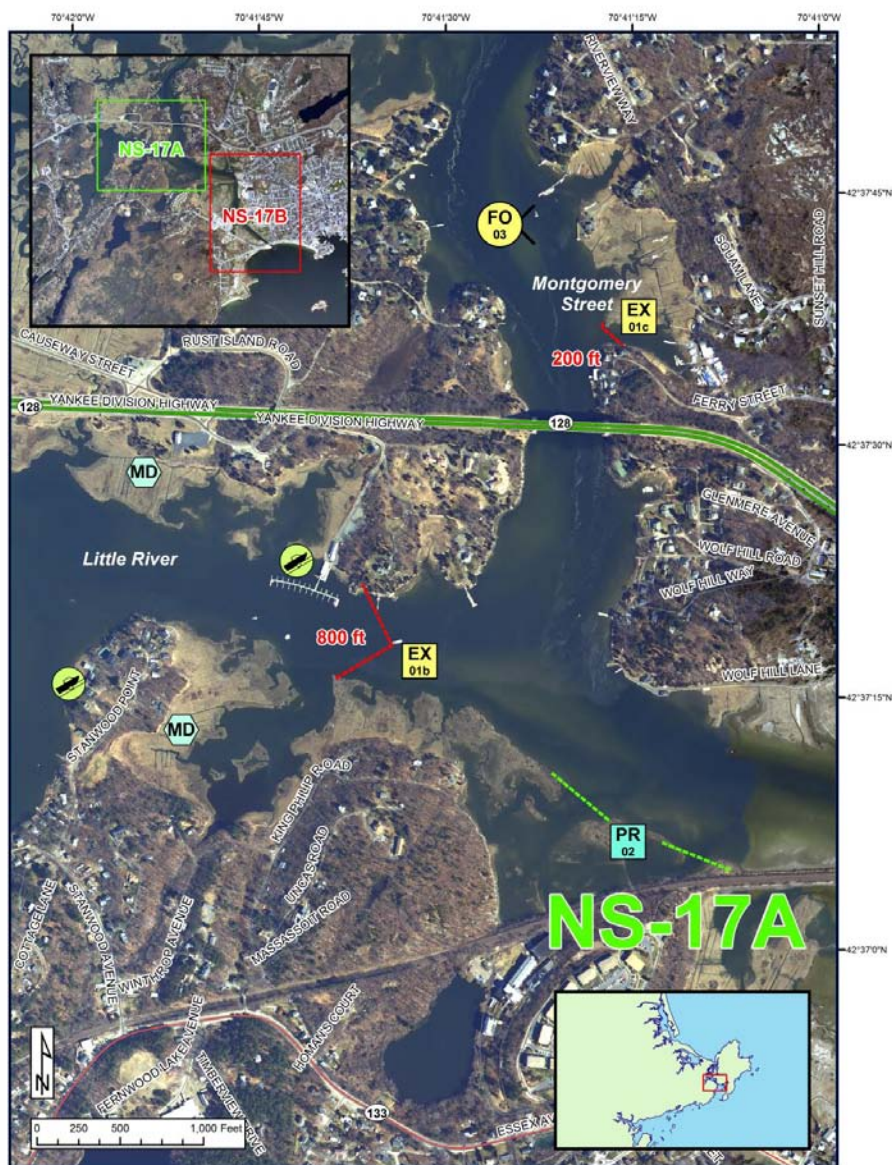 70°42'0"W
70°41'45"W
70°41'30"W
70°41'15"W
70°41'0"W
NS-17A
NS-17B
RIVERVIEW WAY
42°37'45"N
FO
03
SQUAM LANE
SUNSET HILL ROAD
Montgomery
Street
EX
01c
200 ft
CAUSEWAY STREET
RUST ISLAND ROAD
FERRY STREET
128
YANKEE DIVISION HIGHWAY
YANKEE DIVISION HIGHWAY
128
42°37'30"N
MD
GLENMERE AVENUE
WOLF HILL ROAD
WOLF HILL WAY
Little River
800 ft
EX
01b
WOLF HILL LANE
42°37'15"N
STANWOOD POINT
MD
KING PHILIP ROAD
PR
02
UNCAS ROAD
MASSASOIT ROAD
COTTAGE LANE
STANWOOD AVENUE
WINTHROP AVENUE
NS-17A
42°37'0"N
HOMAN'S COURT
FERNWOOD LAKE AVENUE
TIMBERVIEW DRIVE
N
133
ESSEX AV
0 250 500 1,000 Feet